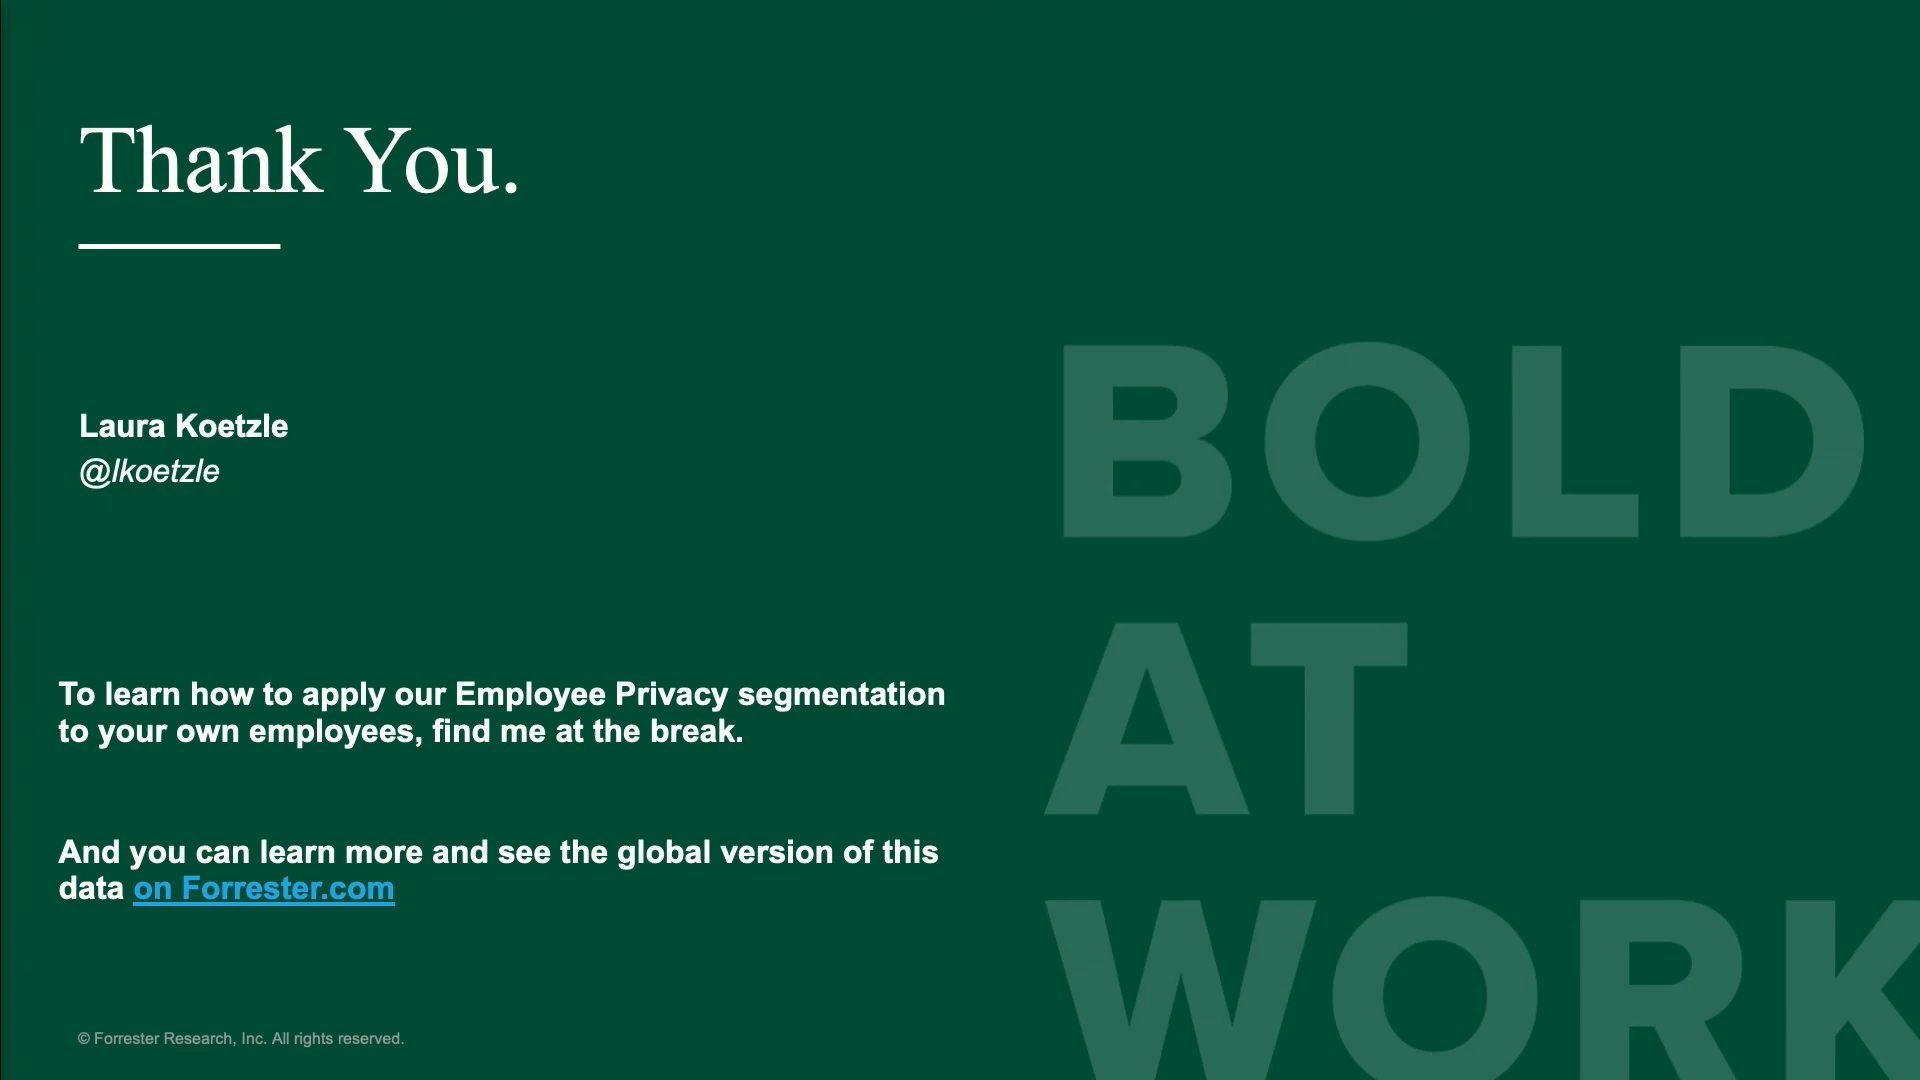 Thank You.
Laura Koetzle
@lkoetzle
To learn how to apply our Employee Privacy segmentation
to your own employees, find me at the break.
And you can learn more and see the global version of this
data on Forrester.com
© Forrester Research, Inc. All rights reserved.
BOLD
AT
WORK